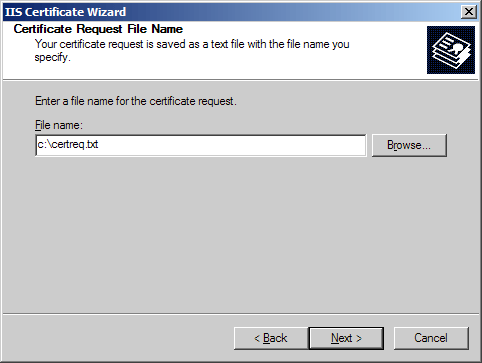 IIS Certificate Wizard
Certificate Request File Name
Your certificate request is saved as a text file with the file name you
specify.
Enter a file name for the certificate request.
File name:
c:\certreq.txt
Browse...
< Back
Next >
Cancel